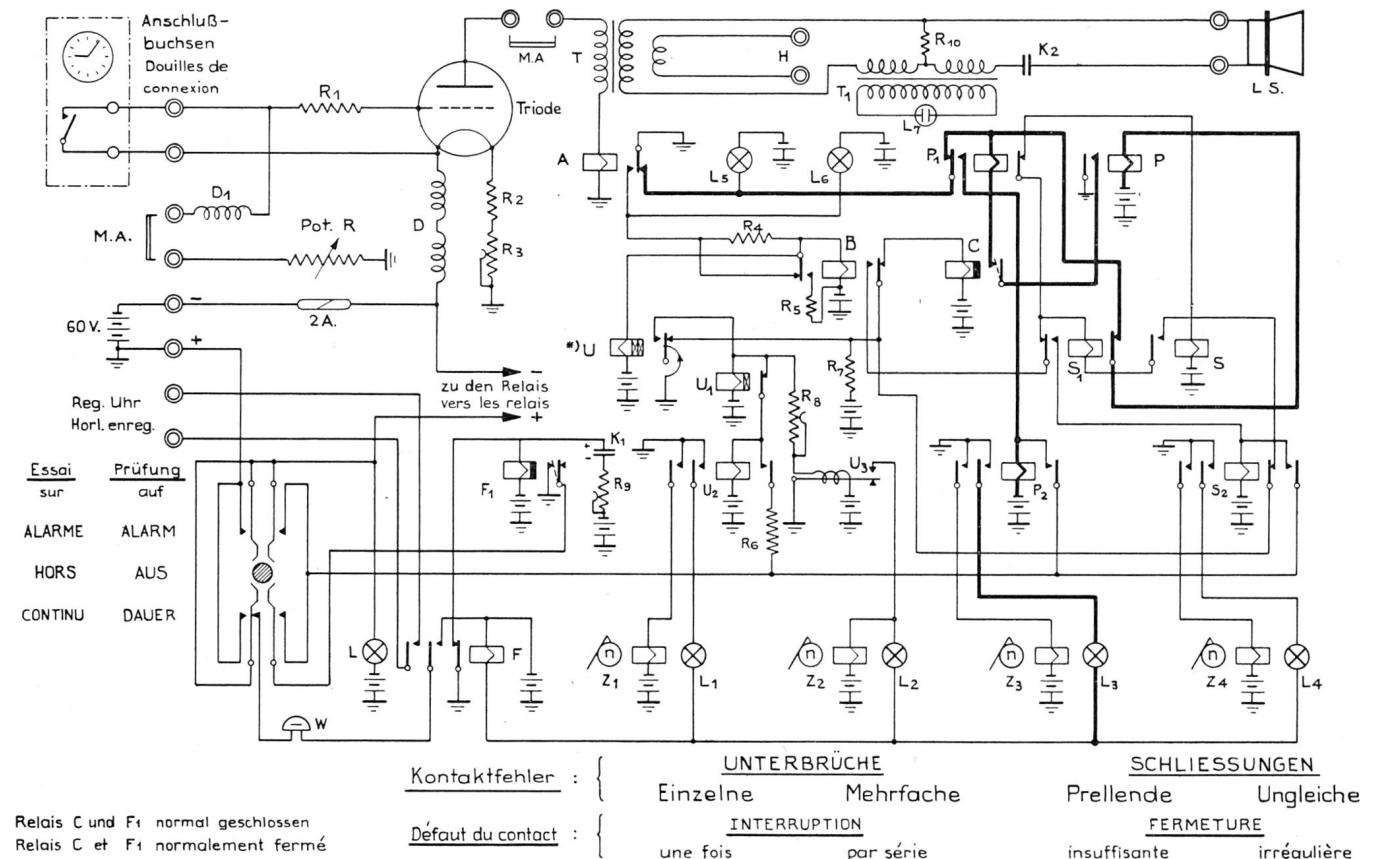 Anschluß-
buchsen
Douilles de
connexion
M.A
T
H
R10
K2
L S.
R1
Triode
T1
L7
A
L5
L6
P1
P
D1
R2
M.A.
Pot. R
D
R3
R4
B
C
R5
60 V.
-
2A.
+
*) U
R7
S1
S
zu den Relais
vers les relais
-
+
U1
R8
Reg. Uhr
Horl. enreg.
K1
F1
R9
U2
U3
P2
S2
R6
Essai Prüfung
sur auf
ALARME ALARM
HORS AUS
CONTINU DAUER
L
F
n
Z1
L1
n
Z2
L2
n
Z3
L3
n
Z4
L4
W
Kontaktfehler : {
UNTERBRÜCHE
Einzelne Mehrfache
SCHLIESSUNGEN
Prellende Ungleiche
Relais C und F1 normal geschlossen
Relais C et F1 normalement fermé
Défaut du contact : {
INTERRUPTION
une fois par série
FERMETURE
insuffisante irrégulière